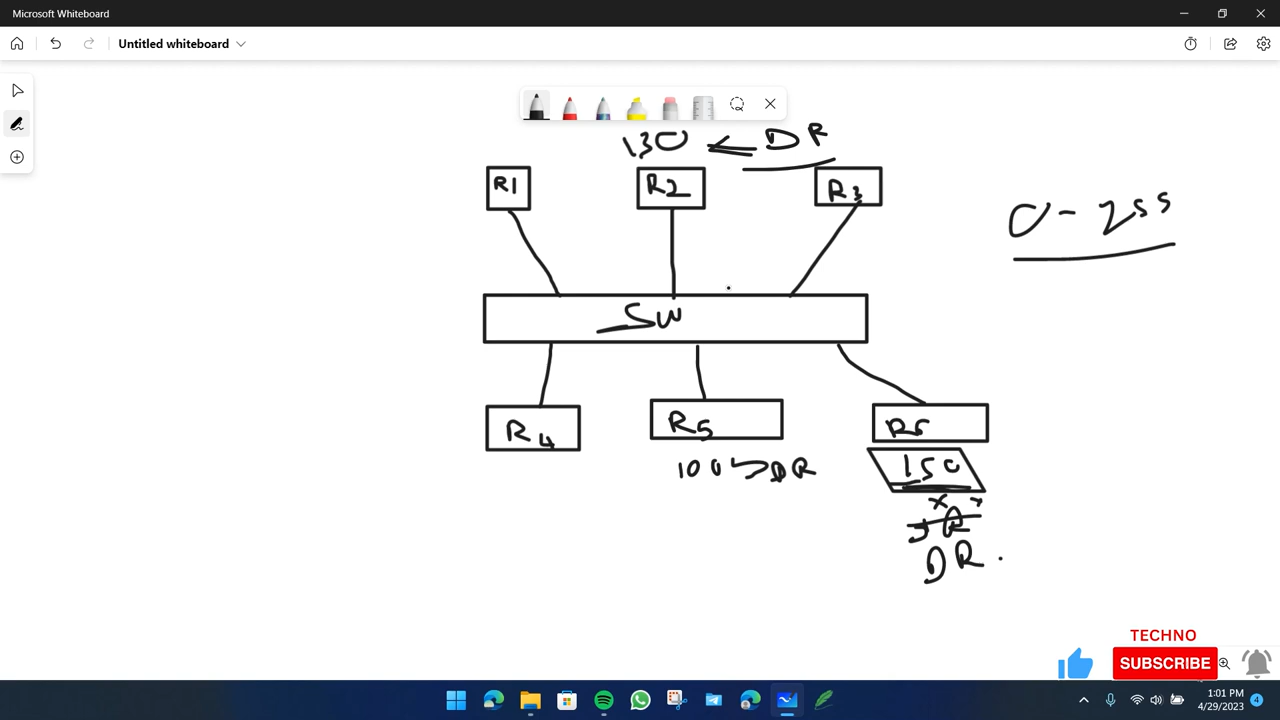 Microsoft Whiteboard
Untitled whiteboard
130 DR
R1 R2 R3
0-255
SW
R4 R5 R6
100 DR 150
x x
DR
TECHNO
SUBSCRIBE
1:01 PM
4/29/2023
4